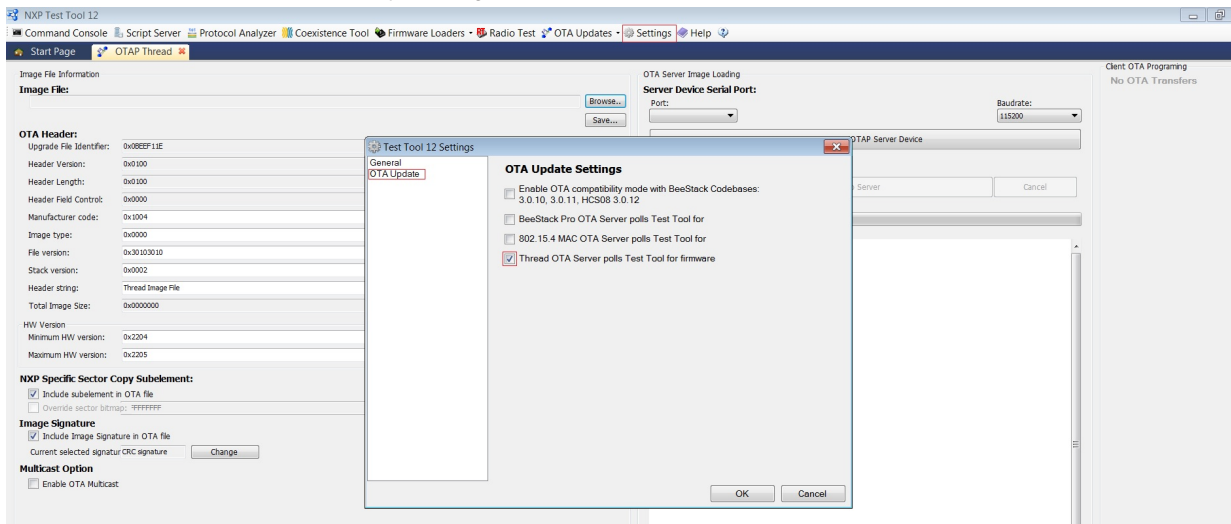 NXP Test Tool 12
Command Console Script Server Protocol Analyzer Coexistence Tool Firmware Loaders Radio Test OTA Updates Settings Help
Start Page OTAP Thread
Image File Information
Image File:
Browse..
Save...
OTA Header:
Upgrade File Identifier: 0x0BEEF11E
Header Version: 0x0100
Header Length: 0x0100
Header Field Control: 0x0000
Manufacturer code: 0x1004
Image type: 0x0000
File version: 0x30103010
Stack version: 0x0002
Header string: Thread Image File
Total Image Size: 0x0000000
HW Version
Minimum HW version: 0x2204
Maximum HW version: 0x2205
NXP Specific Sector Copy Subelement:
Include subelement in OTA file
Override sector bitmap: FFFFFFF
Image Signature
Include Image Signature in OTA file
Current selected signatur CRC signature Change
Multicast Option
Enable OTA Multicast
Test Tool 12 Settings
General
OTA Update
OTA Update Settings
Enable OTA compatibility mode with BeeStack Codebases:
3.0.10, 3.0.11, HCS08 3.0.12
BeeStack Pro OTA Server polls Test Tool for
802.15.4 MAC OTA Server polls Test Tool for
Thread OTA Server polls Test Tool for firmware
OK Cancel
OTA Server Image Loading
Server Device Serial Port:
Port: Baudrate:
115200
OTAP Server Device
Server Cancel
Client OTA Programing
No OTA Transfers